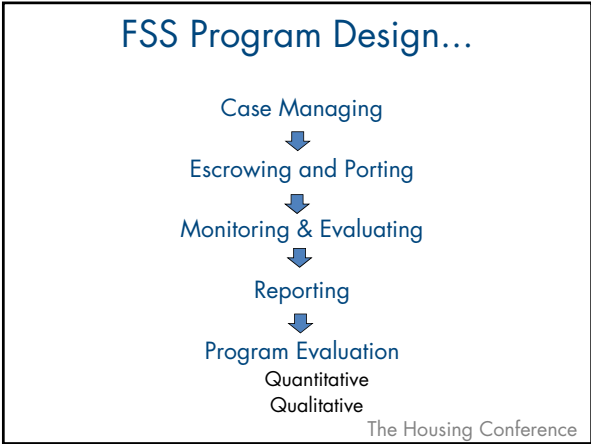 FSS Program Design...
Case Managing
Escrowing and Porting
Monitoring & Evaluating
Reporting
Program Evaluation
Quantitative
Qualitative
The Housing Conference